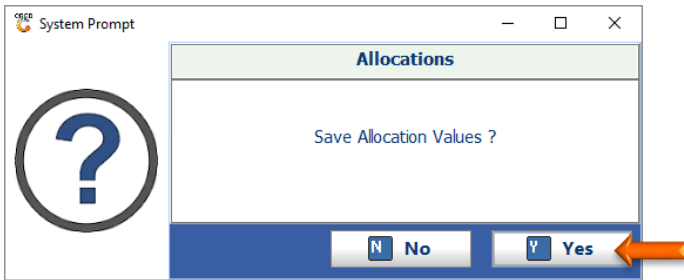 System Prompt
Allocations
Save Allocation Values ?
?
N No
Y Yes